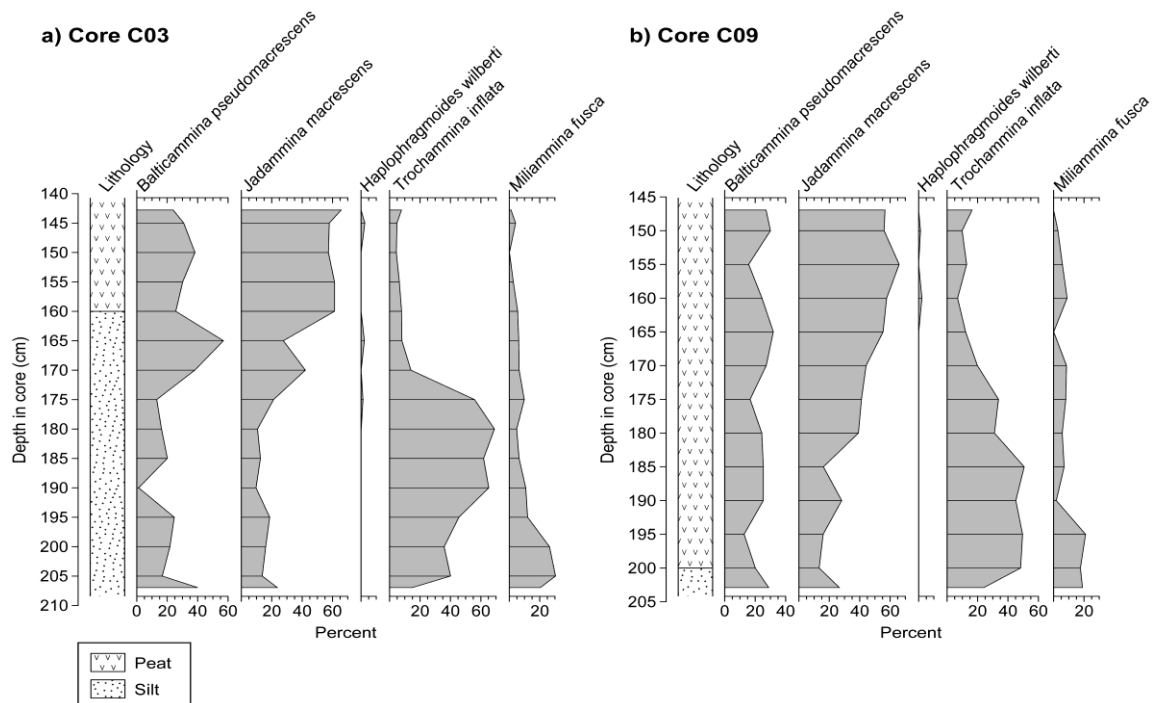 a) Core C03
Lithology
Balticammina pseudomacrescens
Jadammina macrescens
Haplophragmoides wilberti
Trochammina inflata
Miliammina fusca
Depth in core (cm)
140
145
150
155
160
165
170
175
180
185
190
195
200
205
210
0 20 40 60
20 40 60
20 40 60
20
Percent
Peat
Silt
b) Core C09
Lithology
Balticammina pseudomacrescens
Jadammina macrescens
Haplophragmoides wilberti
Trochammina inflata
Miliammina fusca
Depth in core (cm)
145
150
155
160
165
170
175
180
185
190
195
200
205
0 20 40
20 40 60
20 40 60
20
Percent